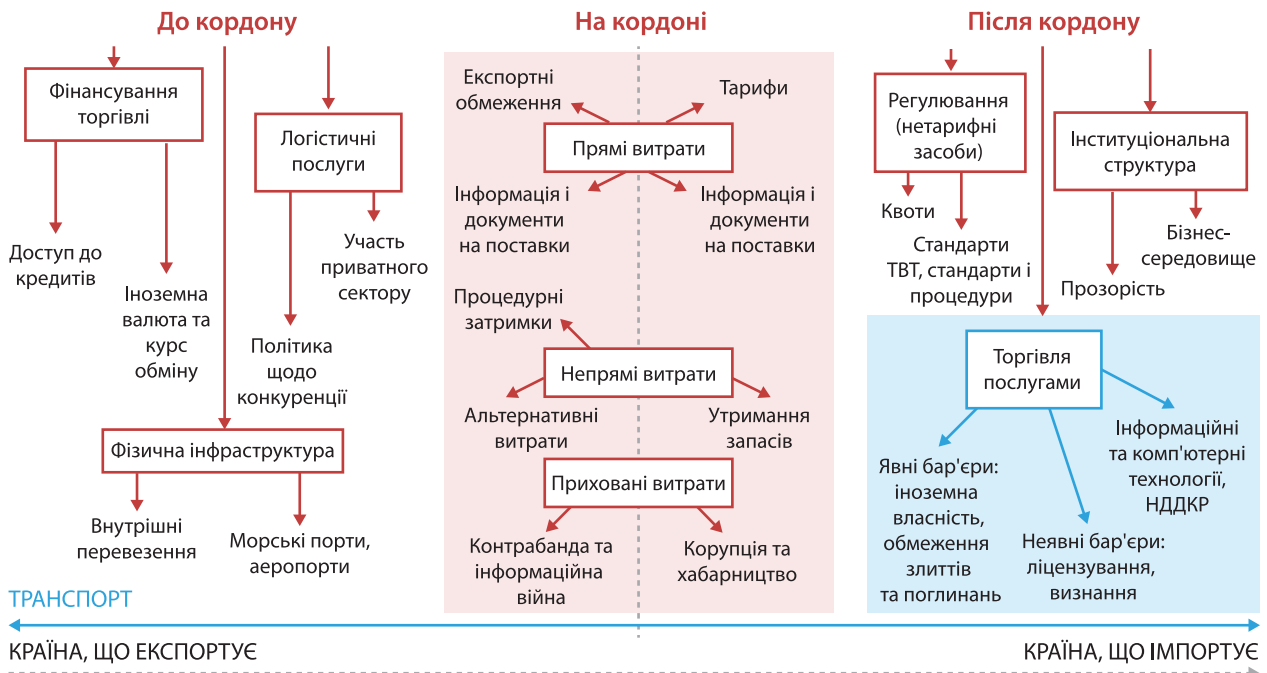 До кордону
Фінансування
торгівлі
Логістичні
послуги
Доступ до
кредитів
Іноземна
валюта та
курс
обміну
Участь
приватного
сектору
Політика
щодо
конкуренції
Фізична інфраструктура
Внутрішні
перевезення
Морські порти,
аеропорти
На кордоні
Експортні
обмеження
Тарифи
Прямі витрати
Інформація і
документи
на поставки
Інформація і
документи
на поставки
Процедурні
затримки
Непрямі витрати
Альтернативні
витрати
Утримання
запасів
Приховані витрати
Контрабанда та
інформаційна
війна
Корупція та
хабарництво
Після кордону
Регулювання
(нетарифні
засоби)
Інституціональна
структура
Квоти
Стандарти
ТВТ, стандарти і
процедури
Бізнес-
середовище
Прозорість
Торгівля
послугами
Явні бар'єри:
іноземна
власність,
обмеження
злиттів
та поглинань
Неявні бар'єри:
ліцензування,
визнання
Інформаційні
та комп'ютерні
технології,
НДДКР
ТРАНСПОРТ
КРАЇНА, ЩО ЕКСПОРТУЄ
КРАЇНА, ЩО ІМПОРТУЄ